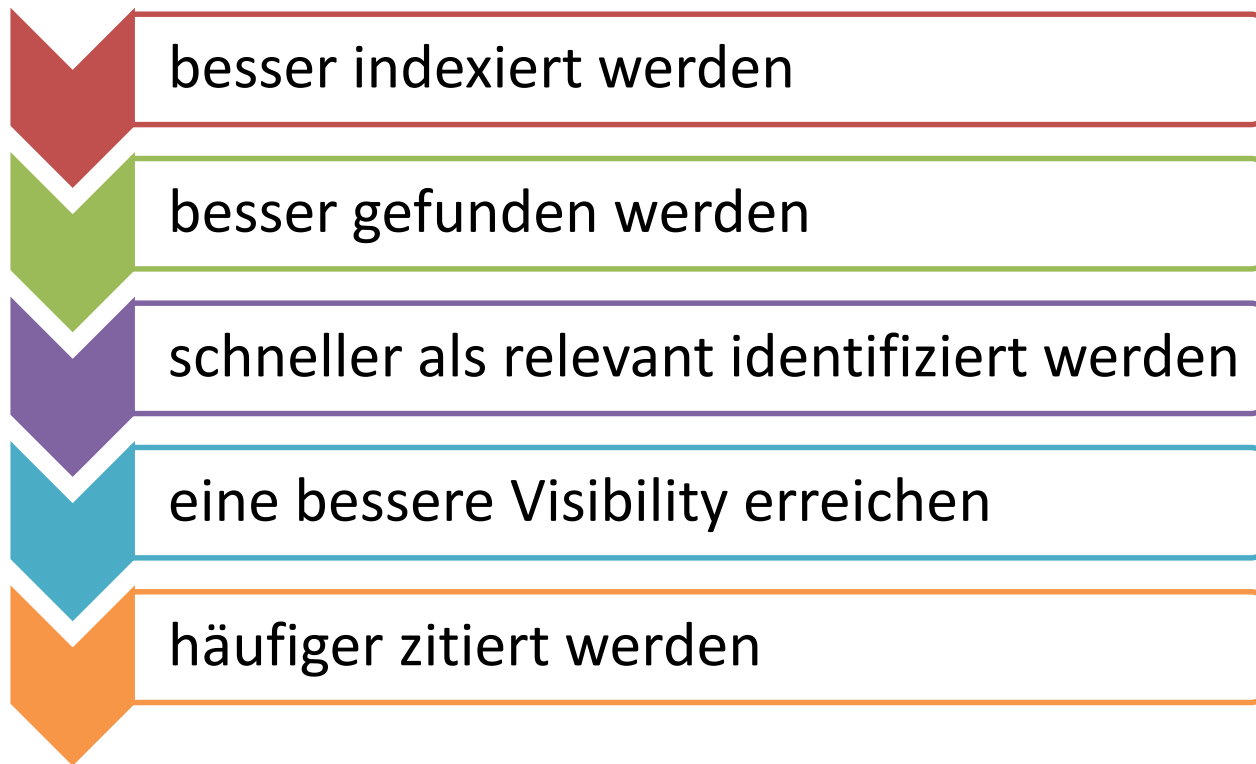 besser indexiert werden
besser gefunden werden
schneller als relevant identifiziert werden
eine bessere Visibility erreichen
häufiger zitiert werden